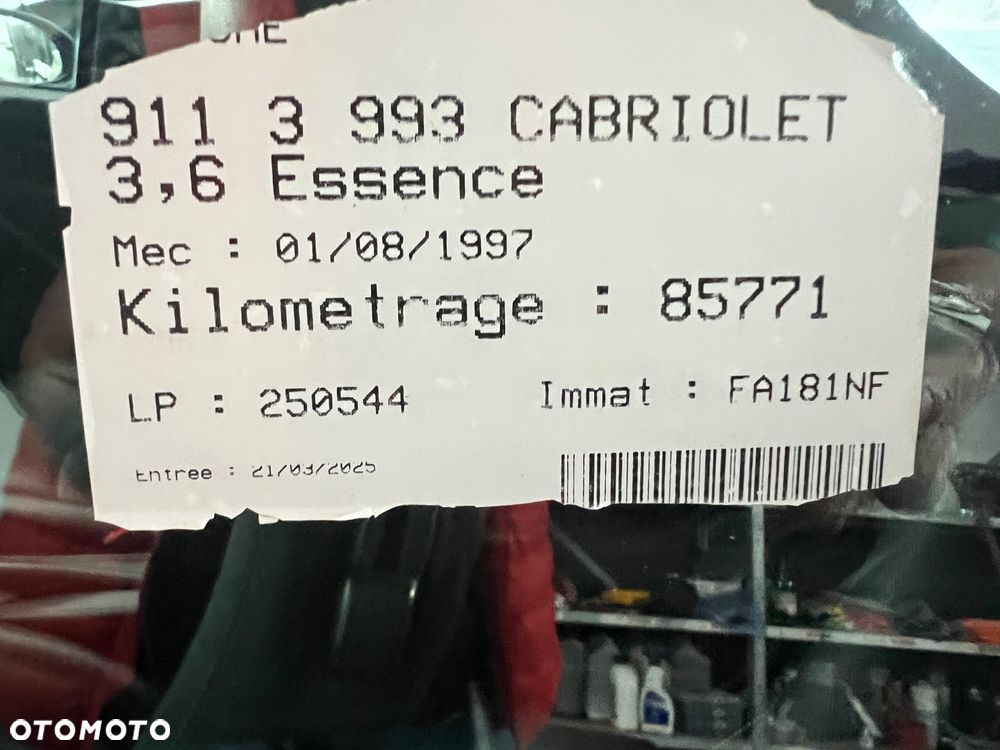 911 3 993 CABRIOLET
3,6 Essence
Mec : 01/08/1997
Kilometrage : 85771
LP : 250544
Immat : FA181NF
Entree : 21/03/2025
OTOMOTO